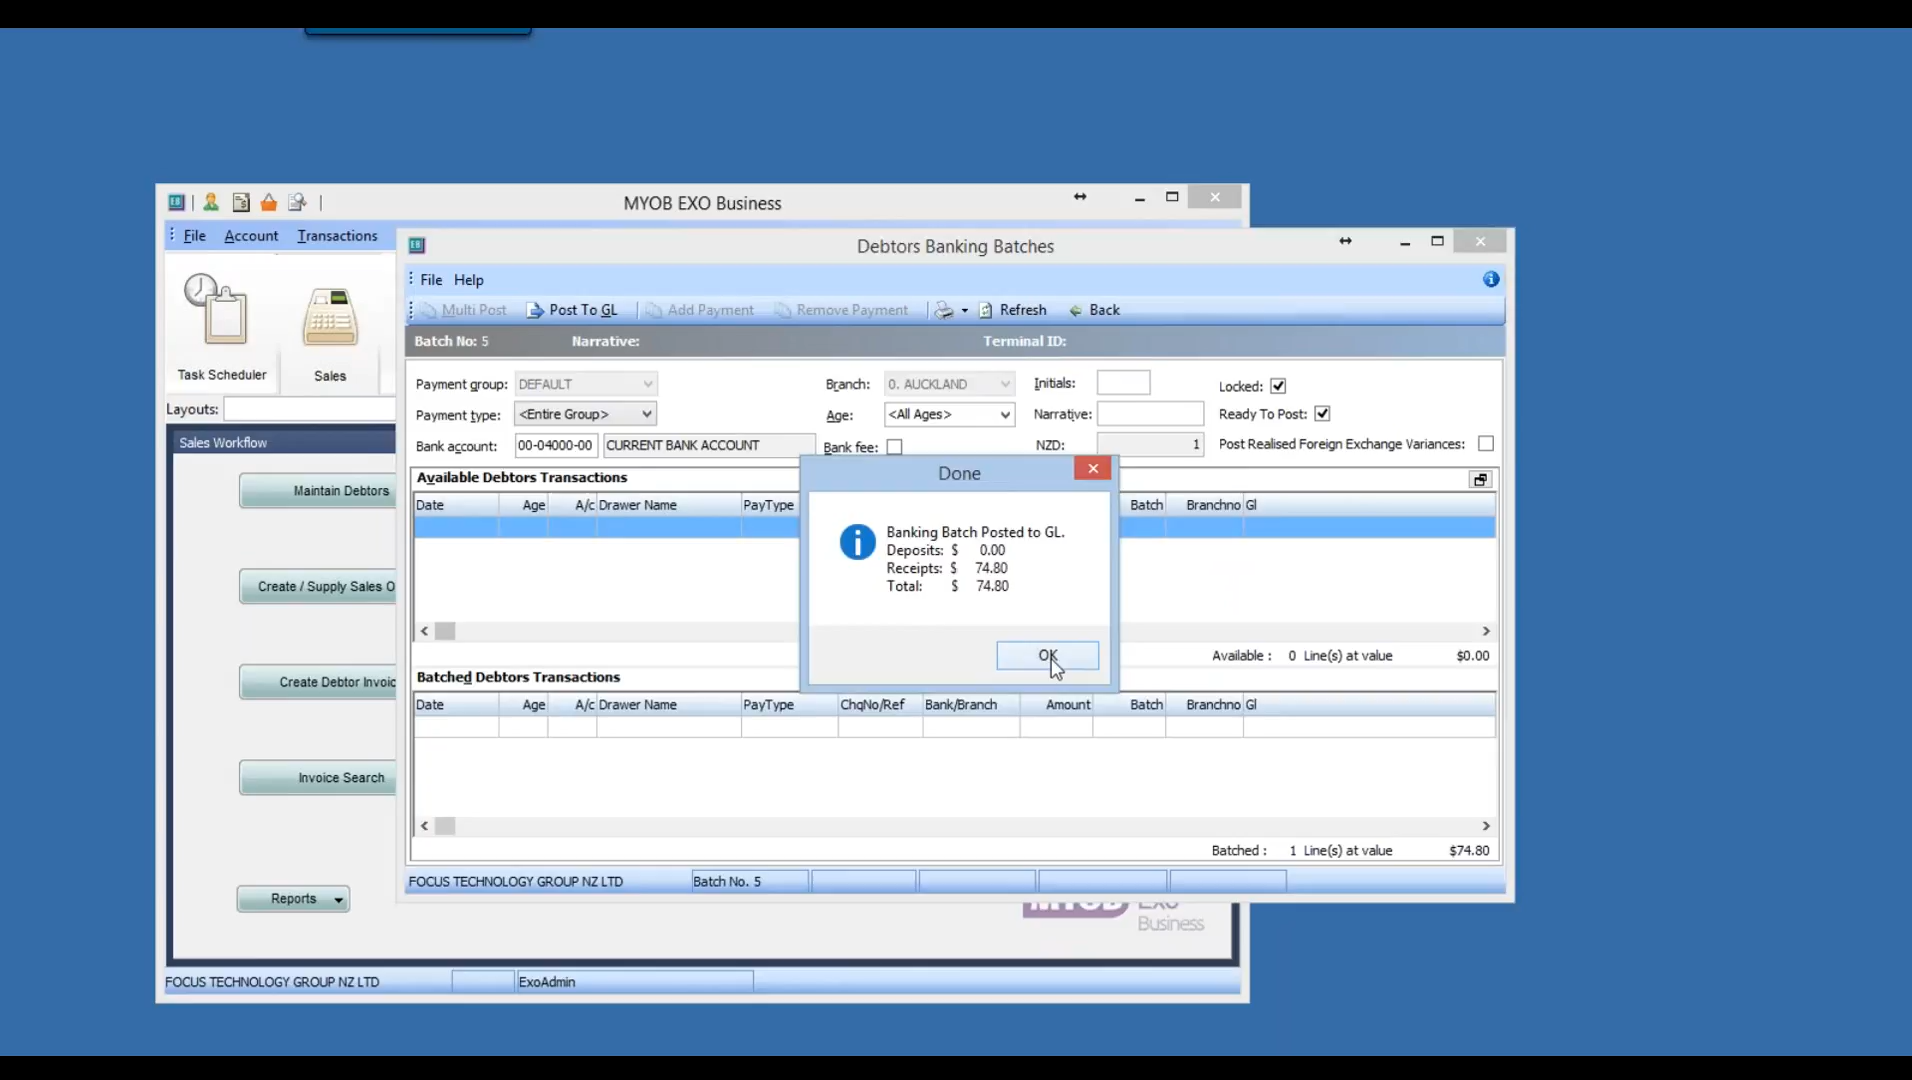 MYOB EXO Business
File Account Transactions
Debtors Banking Batches
File Help
Multi Post Post To GL Add Payment Remove Payment Refresh Back
Batch No: 5 Narrative: Terminal ID:
Task Scheduler
Sales
Layouts:
Payment group: DEFAULT Branch: 0. AUCKLAND Initials: Locked:
Payment type: <Entire Group> Age: <All Ages> Narrative: Ready To Post:
Bank account: 00-04000-00 CURRENT BANK ACCOUNT Bank fee: NZD: 1 Post Realised Foreign Exchange Variances:
Sales Workflow
Maintain Debtors
Create / Supply Sales O
Create Debtor Invoic
Invoice Search
Reports
Available Debtors Transactions
Date Age A/c Drawer Name PayType Batch Branchno Gl
Done
Banking Batch Posted to GL.
Deposits: $ 0.00
Receipts: $ 74.80
Total: $ 74.80
OK
Available : 0 Line(s) at value $0.00
Batched Debtors Transactions
Date Age A/c Drawer Name PayType ChqNo/Ref Bank/Branch Amount Batch Branchno Gl
Batched : 1 Line(s) at value $74.80
FOCUS TECHNOLOGY GROUP NZ LTD Batch No. 5
Business
FOCUS TECHNOLOGY GROUP NZ LTD ExoAdmin